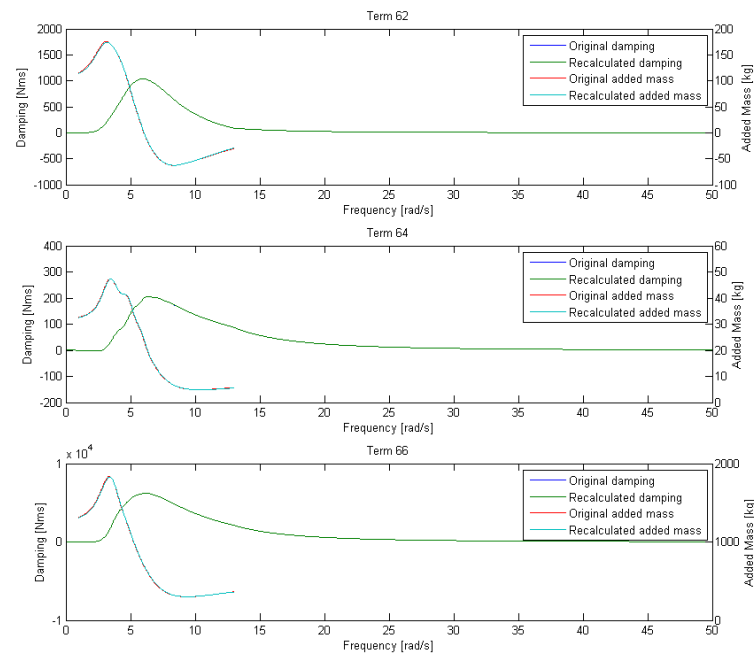 Term 62
2000
1500
1000
500
0
-500
-1000
Damping [Nms]
200
150
100
50
0
-50
-100
Added Mass [kg]
Original damping
Recalculated damping
Original added mass
Recalculated added mass
0 5 10 15 20 25 30 35 40 45 50
Frequency [rad/s]
Term 64
400
300
200
100
0
-100
-200
Damping [Nms]
60
50
40
30
20
10
0
Added Mass [kg]
Original damping
Recalculated damping
Original added mass
Recalculated added mass
0 5 10 15 20 25 30 35 40 45 50
Frequency [rad/s]
Term 66
x 10^4
1
0
-1
Damping [Nms]
2000
1000
0
Added Mass [kg]
Original damping
Recalculated damping
Original added mass
Recalculated added mass
0 5 10 15 20 25 30 35 40 45 50
Frequency [rad/s]